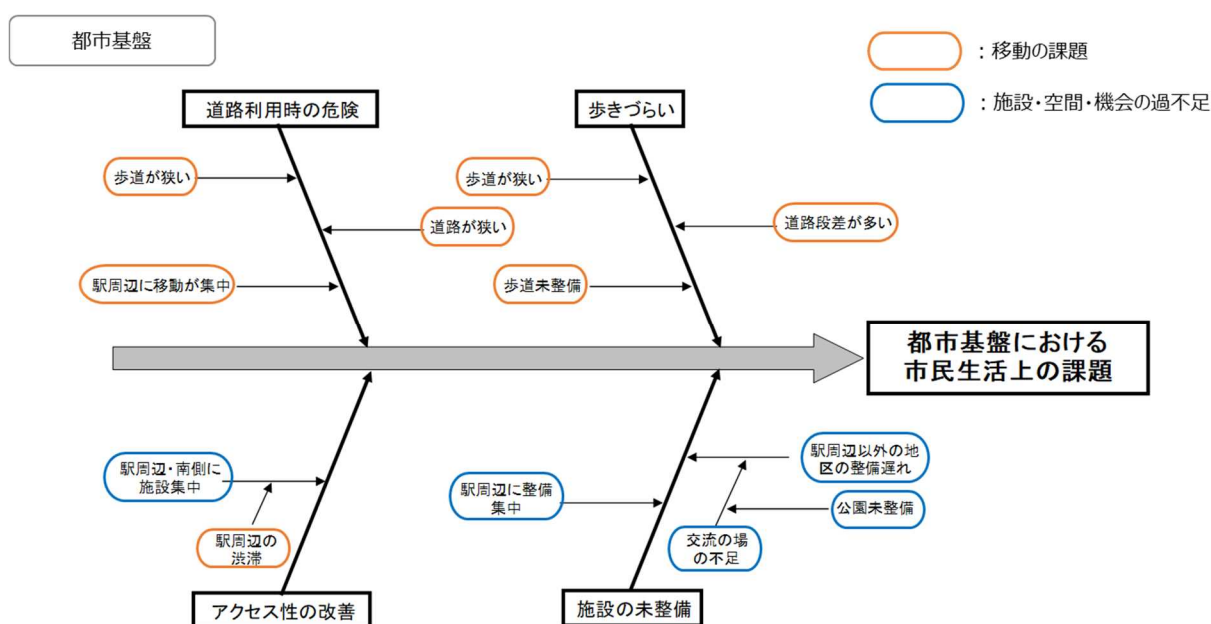 都市基盤
：移動の課題
：施設・空間・機会の過不足
道路利用時の危険
歩きづらい
歩道が狭い
歩道が狭い
道路が狭い
道路段差が多い
駅周辺に移動が集中
歩道未整備
都市基盤における
市民生活上の課題
駅周辺・南側に
施設集中
駅周辺の
渋滞
駅周辺に整備
集中
駅周辺以外の地
区の整備遅れ
公園未整備
交流の場
の不足
アクセス性の改善
施設の未整備